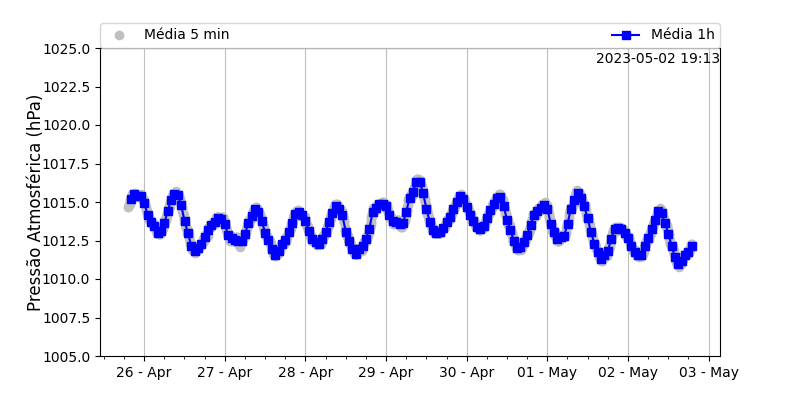 Média 5 min
Média 1h
2023-05-02 19:13
Pressão Atmosférica (hPa)
1025.0
1022.5
1020.0
1017.5
1015.0
1012.5
1010.0
1007.5
1005.0
26 - Apr
27 - Apr
28 - Apr
29 - Apr
30 - Apr
01 - May
02 - May
03 - May